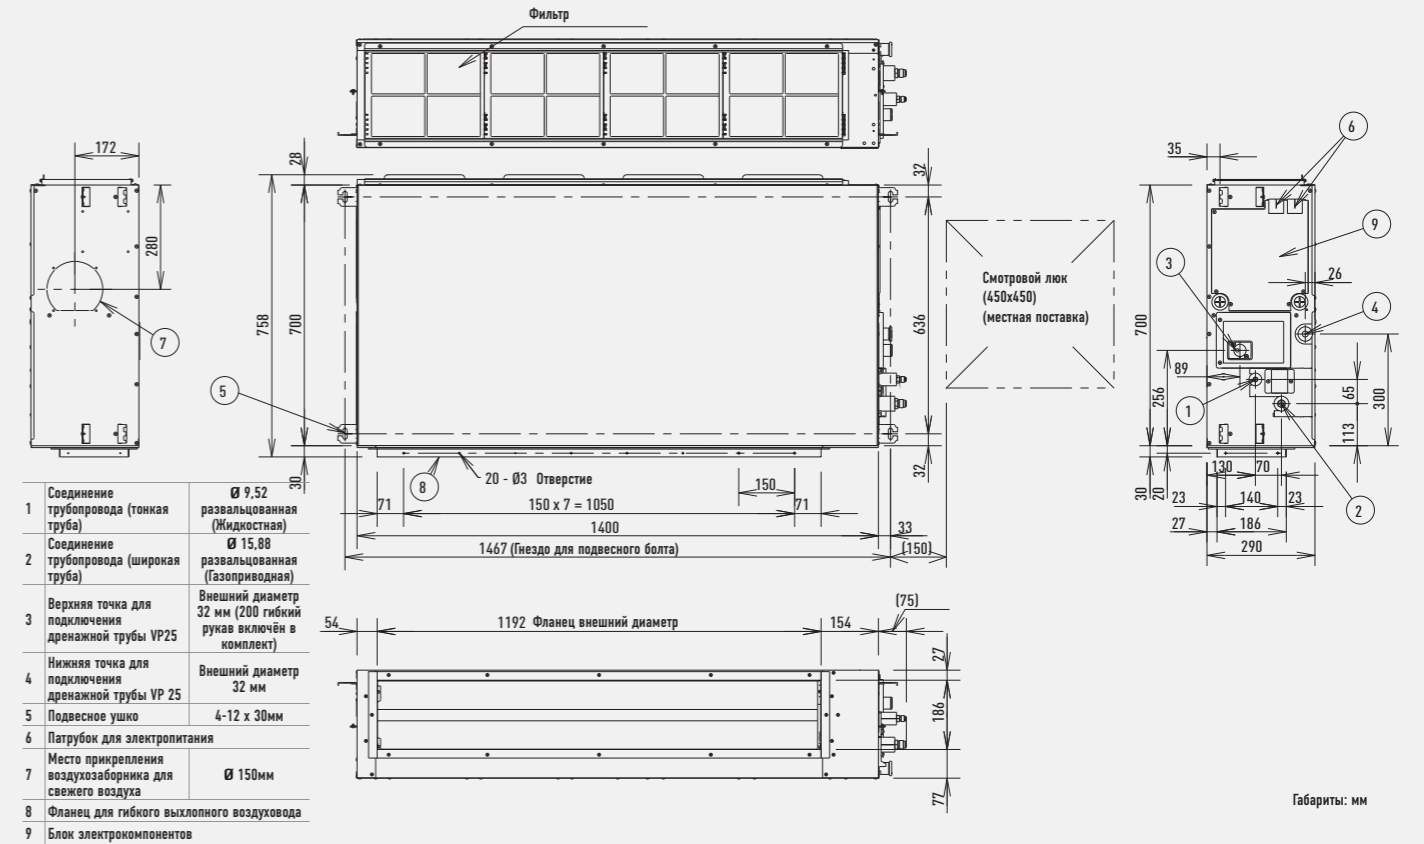 Фильтр
172
28
32
35
6
280
9
3
26
4
758
700
636
Смотровой люк
(450x450)
(местная поставка)
700
7
5
89
256
1
65
300
113
30
8
20 - Ø3 Отверстие
32
150
71
150 x 7 = 1050
71
1400
33
1467 (Гнездо для подвесного болта)
(150)
30
20
130
70
23
140
23
2
27
186
290
1
Соединение
трубопровода (тонкая
труба)
Ø 9,52
развальцованная
(Жидкостная)
2
Соединение
трубопровода (широкая
труба)
Ø 15,88
развальцованная
(Газоприводная)
3
Верхняя точка для
подключения
дренажной трубы VP25
Внешний диаметр
32 мм (200 гибкий
рукав включён в
комплект)
4
Нижняя точка для
подключения
дренажной трубы VP 25
Внешний диаметр
32 мм
5
Подвесное ушко
4-12 x 30мм
6
Патрубок для электропитания
7
Место прикрепления
воздухозаборника для
свежего воздуха
Ø 150мм
8
Фланец для гибкого выхлопного воздуховода
9
Блок электрокомпонентов
54
1192 Фланец внешний диаметр
154
(75)
27
186
77
Габариты: мм